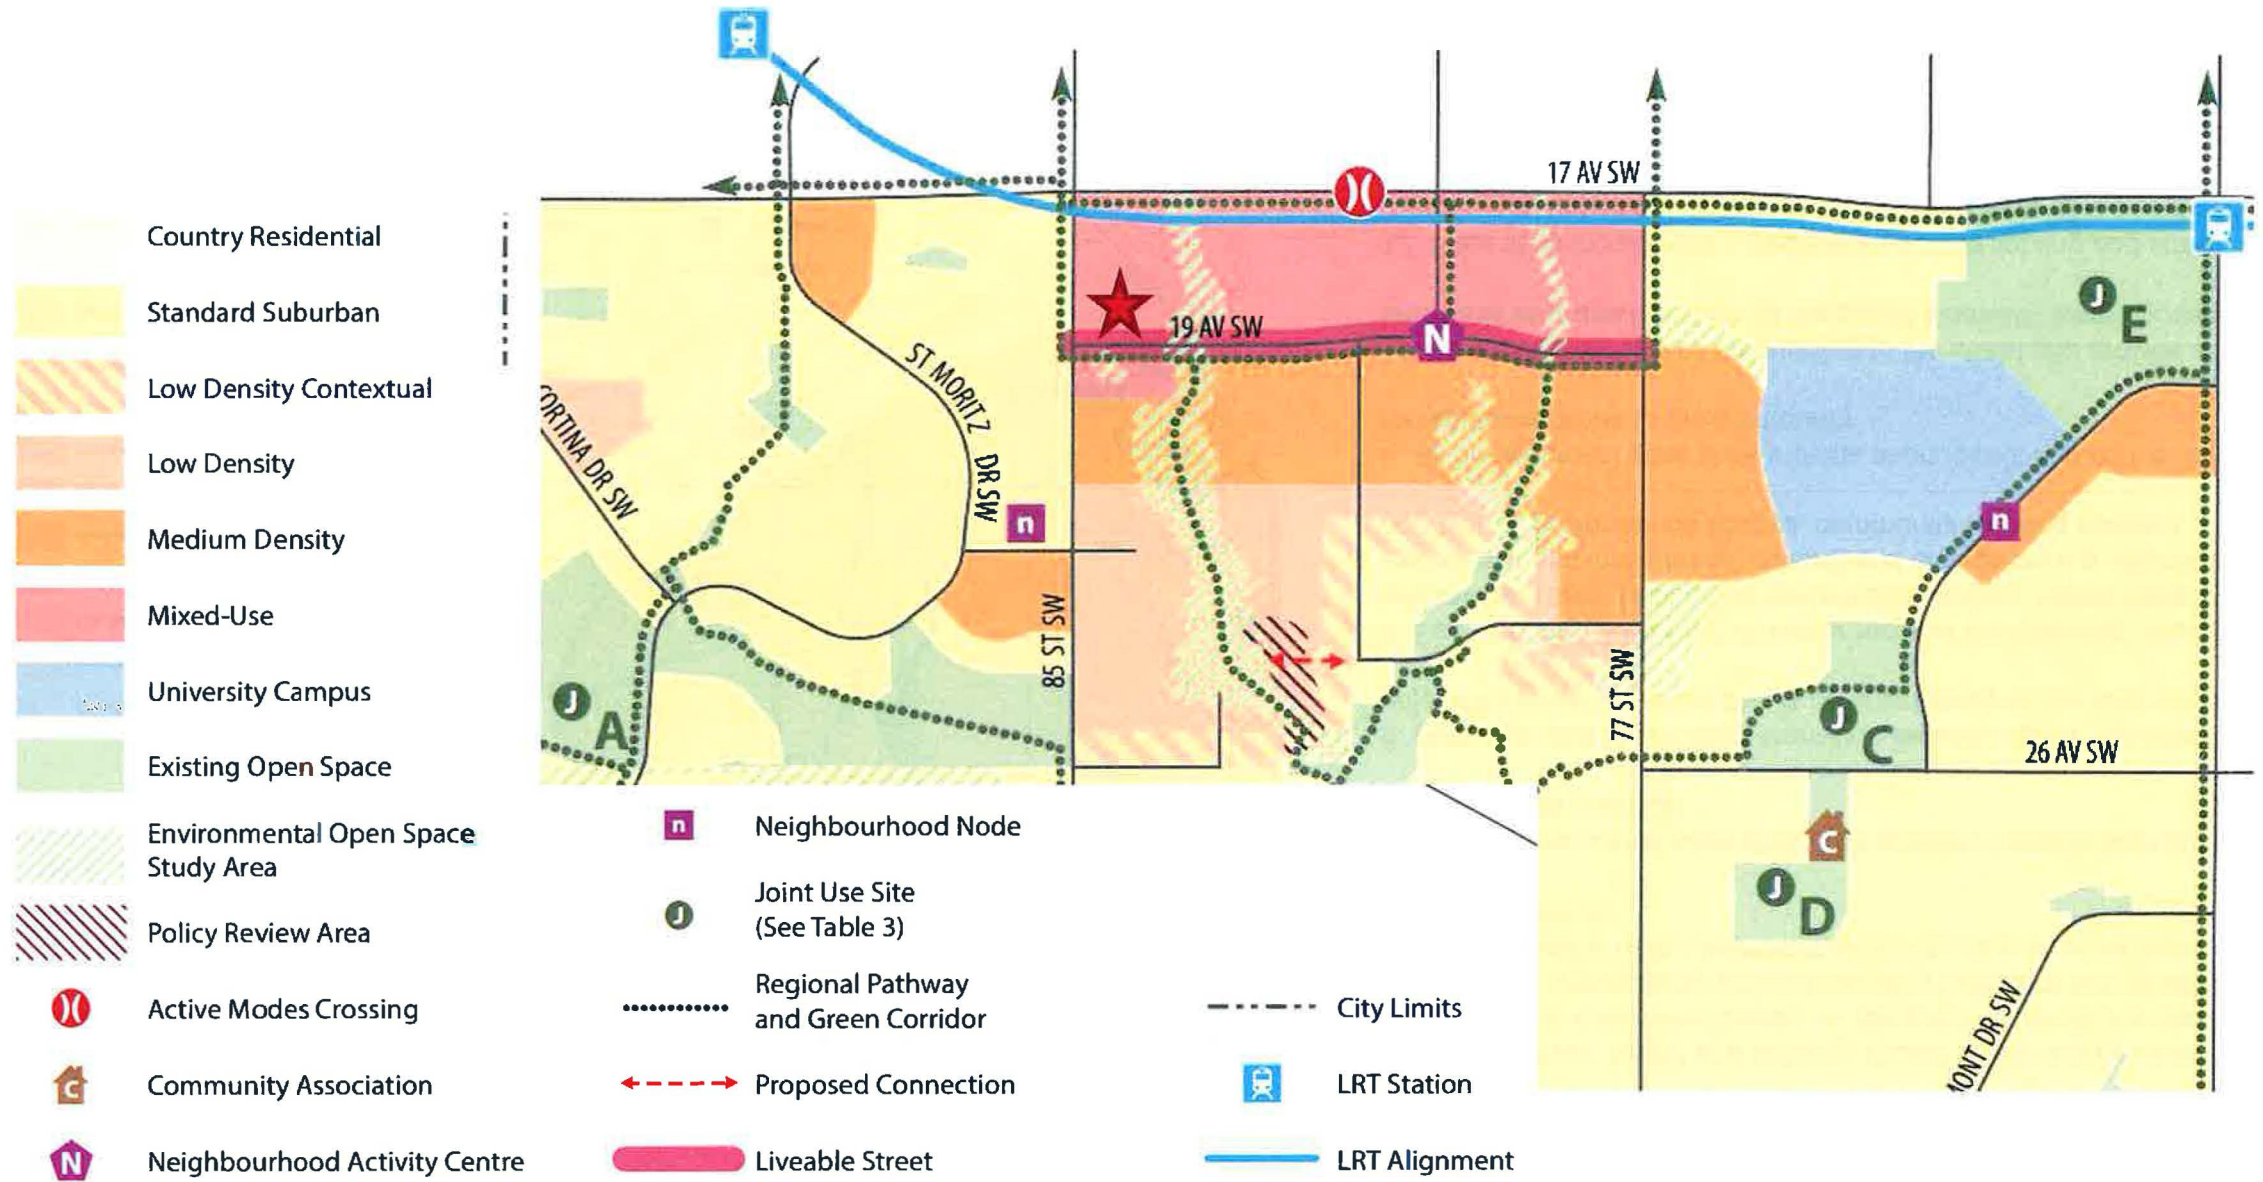 17 AV SW
19 AV SW
N
J
E
ST MORITZ DR SW
CORTINA DR SW
n
n
85 ST SW
77 ST SW
J
A
J
C
26 AV SW
C
J
D
MONT DR SW
Country Residential
Standard Suburban
Low Density Contextual
Low Density
Medium Density
Mixed-Use
University Campus
Existing Open Space
Environmental Open Space
Study Area
Policy Review Area
Active Modes Crossing
C
Community Association
N
Neighbourhood Activity Centre
n
Neighbourhood Node
J
Joint Use Site
(See Table 3)
Regional Pathway
and Green Corridor
Proposed Connection
Liveable Street
City Limits
LRT Station
LRT Alignment